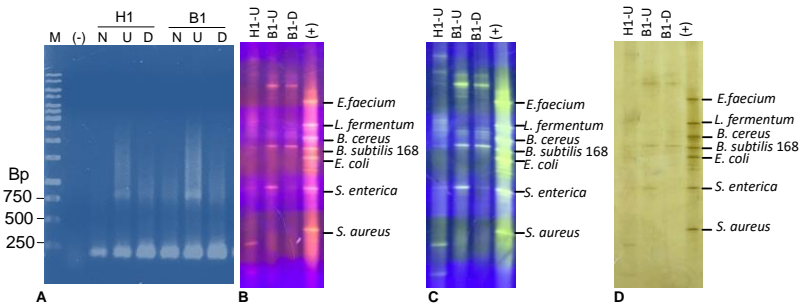 H1 B1
M (-) N U D N U D
Bp
750
500
250
A
H1-U
B1-U
B1-D
(+)
E.faecium
L. fermentum
B. cereus
B. subtilis 168
E. coli
S. enterica
S. aureus
B
H1-U
B1-U
B1-D
(+)
E.faecium
L. fermentum
B. cereus
B. subtilis 168
E. coli
S. enterica
S. aureus
C
H1-U
B1-U
B1-D
(+)
E.faecium
L. fermentum
B. cereus
B. subtilis 168
E. coli
S. enterica
S. aureus
D